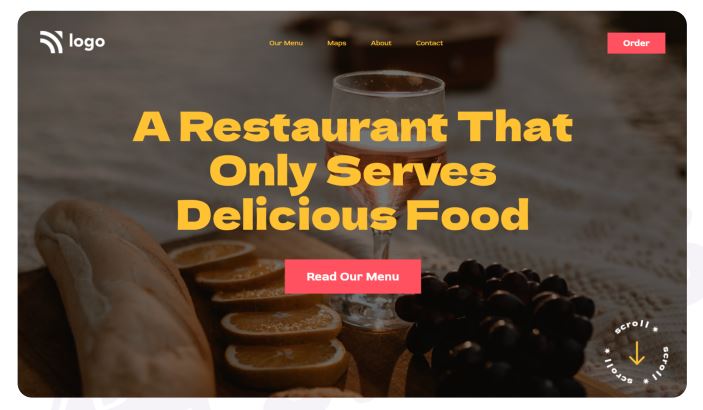 logo
Our Menu
Maps
About
Contact
Order
A Restaurant That
Only Serves
Delicious Food
Read Our Menu
scroll * scroll * scroll * scroll *